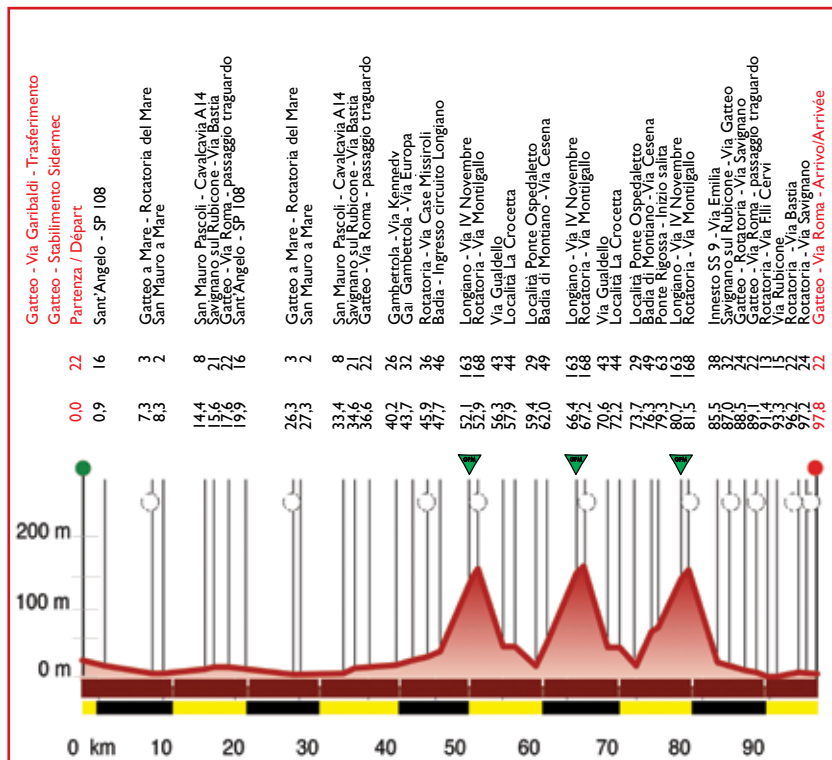 Gatteo - Via Garibaldi - Trasferimento
Gatteo - Stabilimento Sidermec
Partenza / Départ 22 0,0
Sant'Angelo - SP 108 16 0,9
Gatteo a Mare - Rotatoria del Mare 3 7,3
San Mauro a Mare 2 8,3
San Mauro Pascoli - Cavalcavia A14 8 14,4
Savignano sul Rubicone - Via Bastia 21 15,6
Gatteo - Via Roma - passaggio traguardo 22 17,6
Sant'Angelo - SP 108 16 19,9
Gatteo a Mare - Rotatoria del Mare 3 26,3
San Mauro a Mare 2 27,3
San Mauro Pascoli - Cavalcavia A14 8 33,4
Savignano sul Rubicone - Via Bastia 21 34,6
Gatteo - Via Roma - passaggio traguardo 22 36,6
Gambettola - Via Kennedy 26 40,2
Gambettola - Via Europa 32 43,7
Rotatoria - Via Case Missiroli 36 45,9
Badia - Ingresso circuito Longiano 46 47,7
Longiano - Via IV Novembre 163 52,1
Rotatoria - Via Montilgallo 168 52,9
Via Gualdello 43 56,3
Località La Crocetta 44 57,9
Località Ponte Ospedaletto 29 59,4
Badia di Montiano - Via Cesena 49 62,0
Longiano - Via IV Novembre 163 66,4
Rotatoria - Via Montilgallo 168 67,2
Via Gualdello 43 70,6
Località La Crocetta 44 72,2
Località Ponte Ospedaletto 29 73,7
Badia di Montiano - Via Cesena 49 76,3
Ponte Rigossa - Inizio salita 63 79,3
Longiano - Via IV Novembre 163 80,7
Rotatoria - Via Montilgallo 168 81,5
Innesto SS 9 - Via Emilia 38 85,5
Savignano sul Rubicone - Via Gatteo 32 87,0
Gatteo - Rotatoria - Via Savignano 24 88,5
Gatteo - Via Roma - passaggio traguardo 22 89,1
Rotatoria - Via F.lli Cervi 13 91,4
Via Rubicone 15 93,3
Rotatoria - Via Bastia 22 96,2
Rotatoria - Via Savignano 24 97,2
Gatteo - Via Roma - Arrivo/Arrivée 22 97,8
GPM GPM GPM
200 m
100 m
0 m
0 km 10 20 30 40 50 60 70 80 90